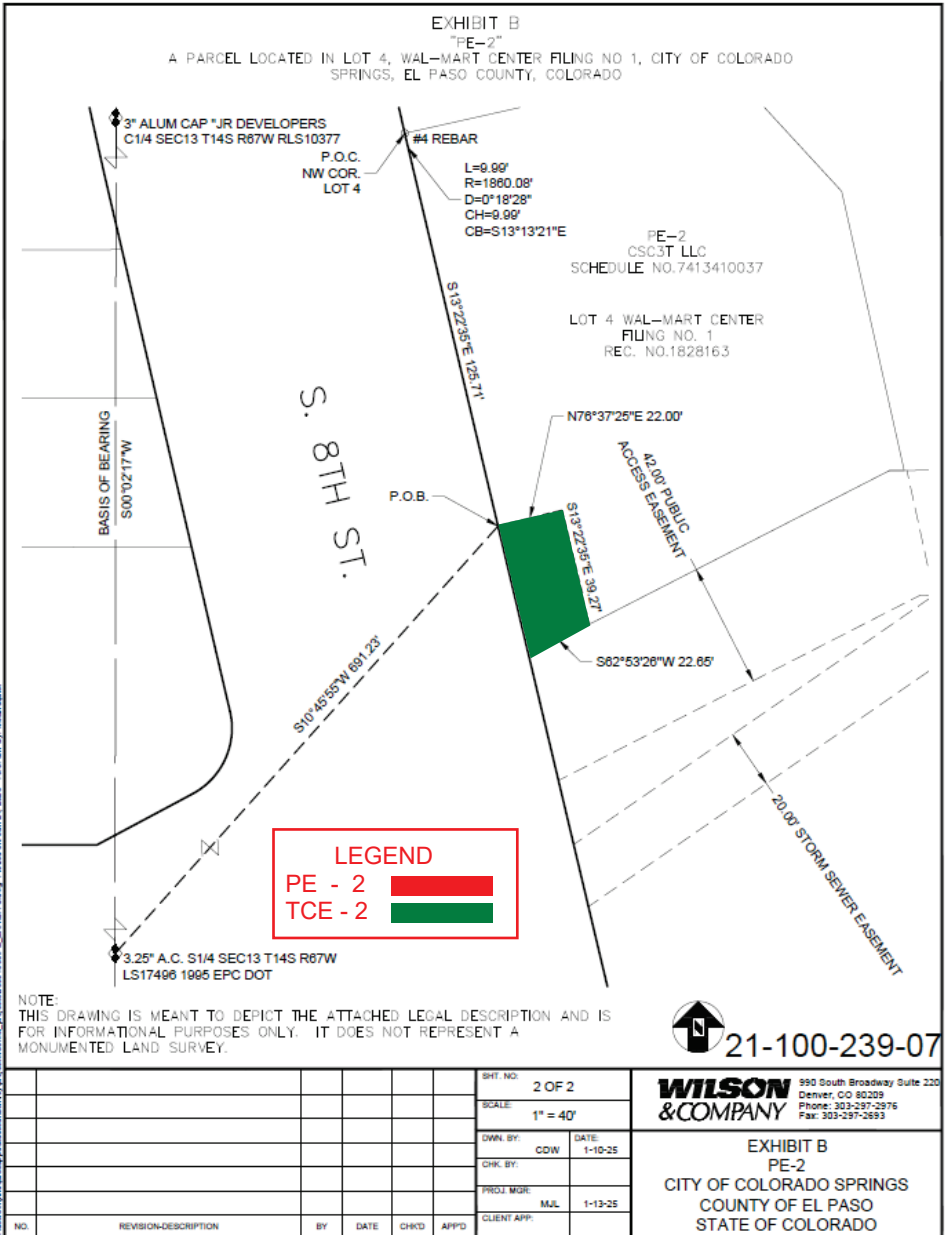 EXHIBIT B
"PE-2"
A PARCEL LOCATED IN LOT 4, WAL-MART CENTER FILING NO 1, CITY OF COLORADO
SPRINGS, EL PASO COUNTY, COLORADO
3" ALUM CAP "JR DEVELOPERS
C1/4 SEC13 T14S R67W RLS10377
P.O.C.
NW COR.
LOT 4
#4 REBAR
L=9.99'
R=1860.08'
D=0°18'28"
CH=9.99'
CB=S13°13'21"E
PE-2
CSC3T LLC
SCHEDULE NO.7413410037
LOT 4 WAL-MART CENTER
FILING NO. 1
REC. NO.1828163
S13°22'35"E 125.71'
S. 8TH ST.
BASIS OF BEARING
S00°02'17"W
N76°37'25"E 22.00'
42.00' PUBLIC
ACCESS EASEMENT
P.O.B.
S13°22'35"E 39.27'
S62°53'26"W 22.65'
S10°45'55"W 691.23'
20.00' STORM SEWER EASEMENT
LEGEND
PE - 2
TCE - 2
3.25" A.C. S1/4 SEC13 T14S R67W
LS17496 1995 EPC DOT
NOTE:
THIS DRAWING IS MEANT TO DEPICT THE ATTACHED LEGAL DESCRIPTION AND IS
FOR INFORMATIONAL PURPOSES ONLY. IT DOES NOT REPRESENT A
MONUMENTED LAND SURVEY.
N
21-100-239-07
SHT. NO:
2 OF 2
SCALE:
1" = 40'
DWN. BY:
CDW
DATE:
1-10-25
CHK. BY:
PROJ. MGR:
MJL
1-13-25
CLIENT APP:
NO.
REVISION-DESCRIPTION
BY
DATE
CHK'D
APP'D
WILSON
&COMPANY
990 South Broadway Suite 220
Denver, CO 80209
Phone: 303-297-2976
Fax: 303-297-2693
EXHIBIT B
PE-2
CITY OF COLORADO SPRINGS
COUNTY OF EL PASO
STATE OF COLORADO